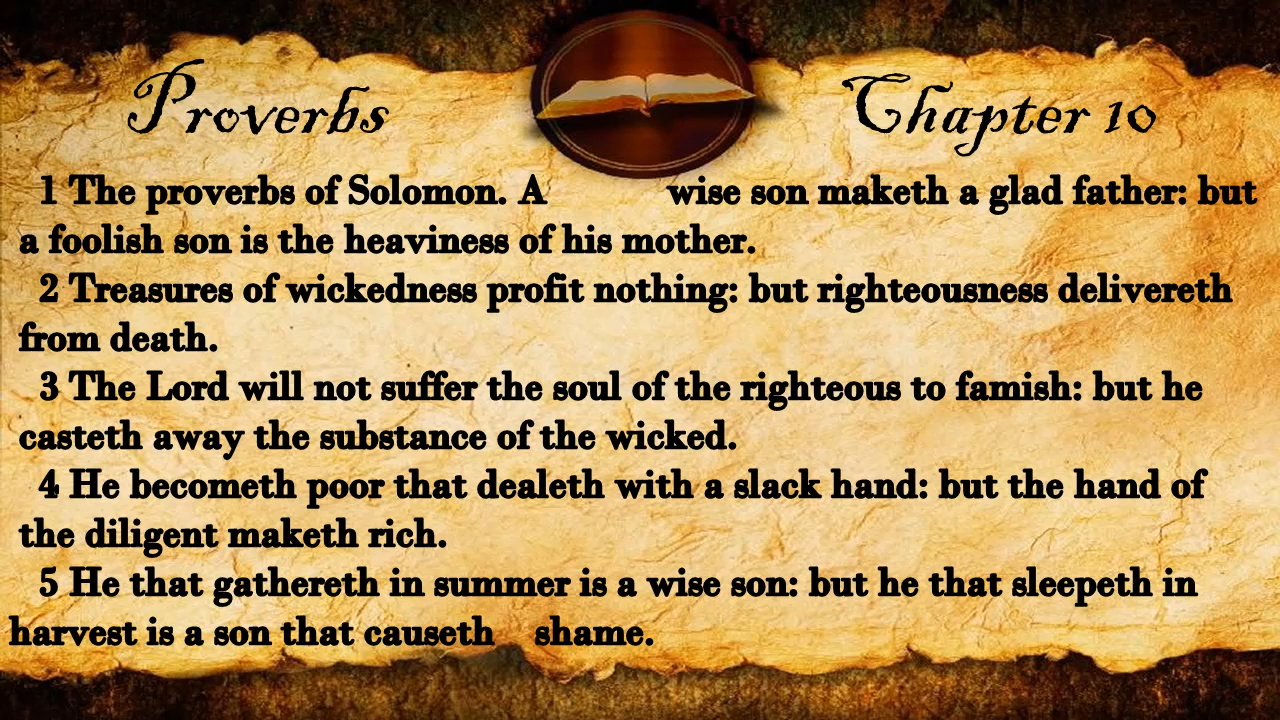 Proverbs Chapter 10
1 The proverbs of Solomon. A wise son maketh a glad father: but
a foolish son is the heaviness of his mother.
2 Treasures of wickedness profit nothing: but righteousness delivereth
from death.
3 The Lord will not suffer the soul of the righteous to famish: but he
casteth away the substance of the wicked.
4 He becometh poor that dealeth with a slack hand: but the hand of
the diligent maketh rich.
5 He that gathereth in summer is a wise son: but he that sleepeth in
harvest is a son that causeth shame.